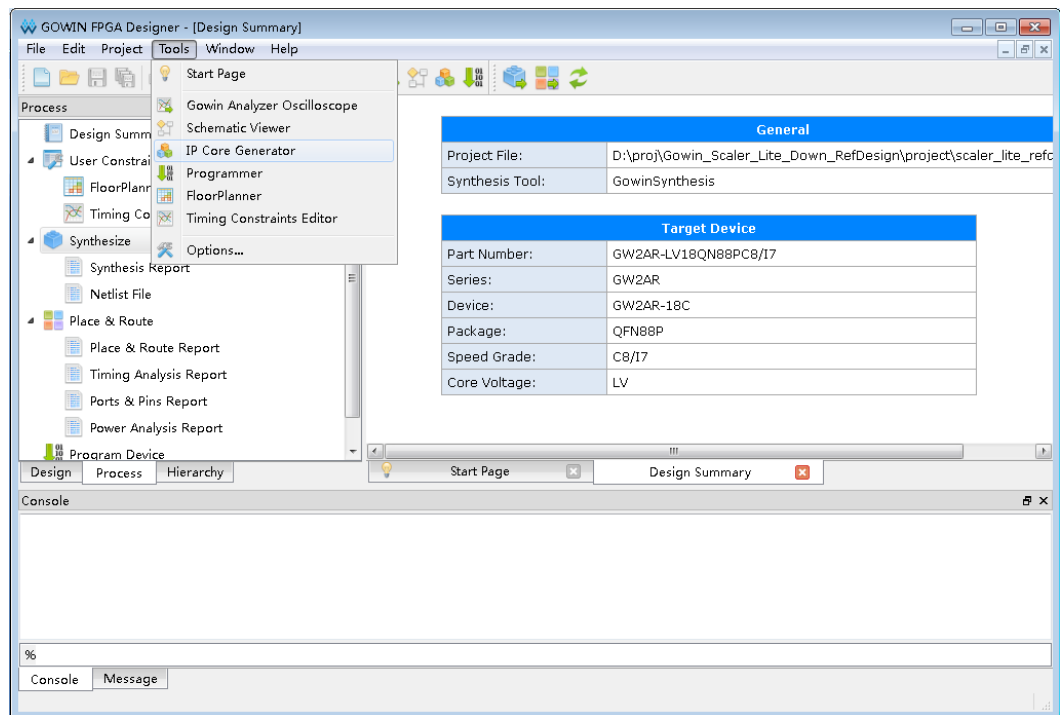 GOWIN FPGA Designer - [Design Summary]
File Edit Project Tools Window Help
Start Page
Gowin Analyzer Oscilloscope
Schematic Viewer
IP Core Generator
Programmer
FloorPlanner
Timing Constraints Editor
Options...
Process
Design Summ
User Constrai
FloorPlanr
Timing Co
Synthesize
Synthesis Report
Netlist File
Place & Route
Place & Route Report
Timing Analysis Report
Ports & Pins Report
Power Analysis Report
Program Device
Design Process Hierarchy
General
Project File: D:\proj\Gowin_Scaler_Lite_Down_RefDesign\project\scaler_lite_refd
Synthesis Tool: GowinSynthesis
Target Device
Part Number: GW2AR-LV18QN88PC8/I7
Series: GW2AR
Device: GW2AR-18C
Package: QFN88P
Speed Grade: C8/I7
Core Voltage: LV
Start Page Design Summary
Console
%
Console Message